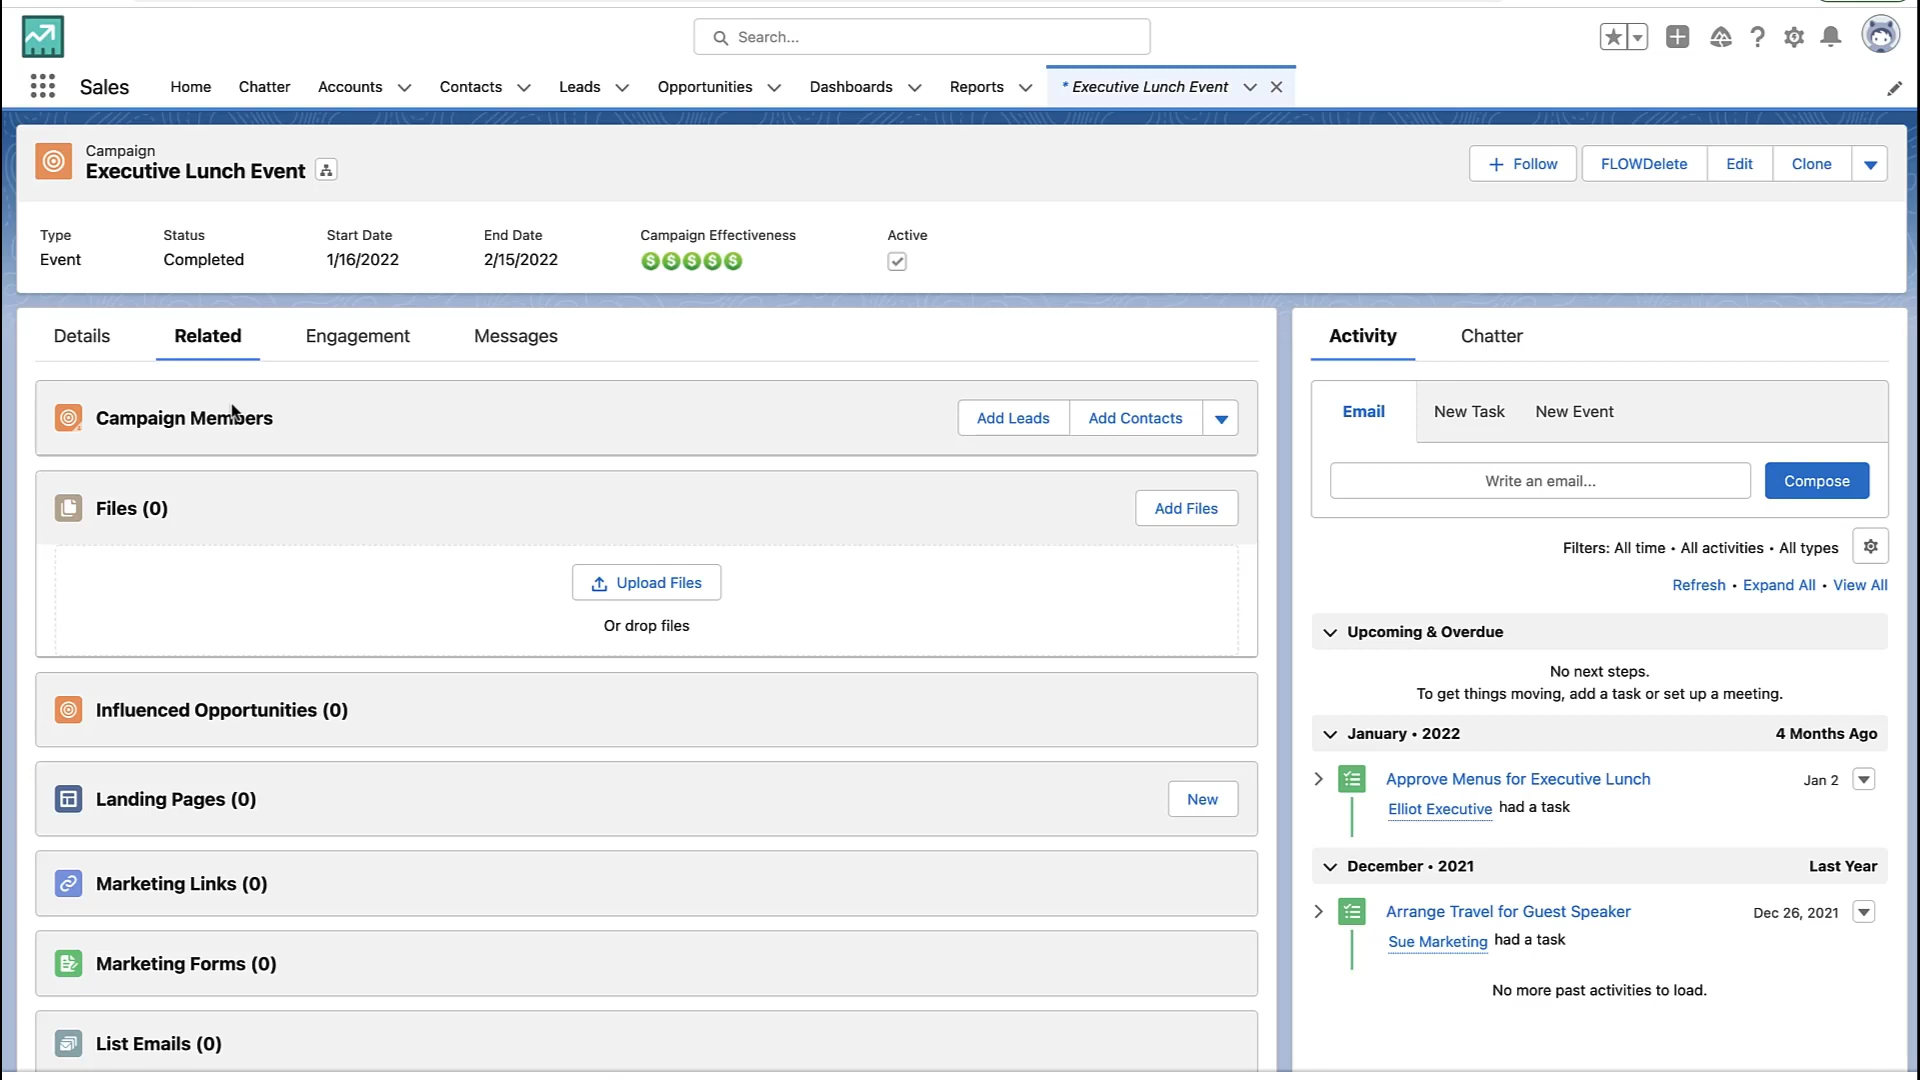 Search...
Sales
Home
Chatter
Accounts
Contacts
Leads
Opportunities
Dashboards
Reports
* Executive Lunch Event
Campaign
Executive Lunch Event
Follow
FLOWDelete
Edit
Clone
Type
Event
Status
Completed
Start Date
1/16/2022
End Date
2/15/2022
Campaign Effectiveness
Active
Details
Related
Engagement
Messages
Campaign Members
Add Leads
Add Contacts
Files (0)
Add Files
Upload Files
Or drop files
Influenced Opportunities (0)
Landing Pages (0)
New
Marketing Links (0)
Marketing Forms (0)
List Emails (0)
Activity
Chatter
Email
New Task
New Event
Write an email...
Compose
Filters: All time • All activities • All types
Refresh • Expand All • View All
Upcoming & Overdue
No next steps.
To get things moving, add a task or set up a meeting.
January • 2022
4 Months Ago
Approve Menus for Executive Lunch
Jan 2
Elliot Executive had a task
December • 2021
Last Year
Arrange Travel for Guest Speaker
Dec 26, 2021
Sue Marketing had a task
No more past activities to load.